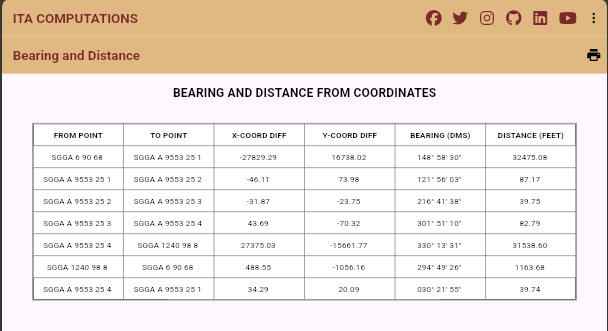 ITA COMPUTATIONS
Bearing and Distance
BEARING AND DISTANCE FROM COORDINATES
FROM POINT TO POINT X-COORD DIFF Y-COORD DIFF BEARING (DMS) DISTANCE (FEET)
SGGA 6 90 68 SGGA A 9553 25 1 -27829.29 16738.02 148° 58' 30" 32475.08
SGGA A 9553 25 1 SGGA A 9553 25 2 -46.11 73.98 121° 56' 03" 87.17
SGGA A 9553 25 2 SGGA A 9553 25 3 -31.87 -23.75 216° 41' 38" 39.75
SGGA A 9553 25 3 SGGA A 9553 25 4 43.69 -70.32 301° 51' 10" 82.79
SGGA A 9553 25 4 SGGA 1240 98 8 27375.03 -15661.77 330° 13' 31" 31538.60
SGGA 1240 98 8 SGGA 6 90 68 488.55 -1056.16 294° 49' 26" 1163.68
SGGA A 9553 25 4 SGGA A 9553 25 1 34.29 20.09 030° 21' 55" 39.74